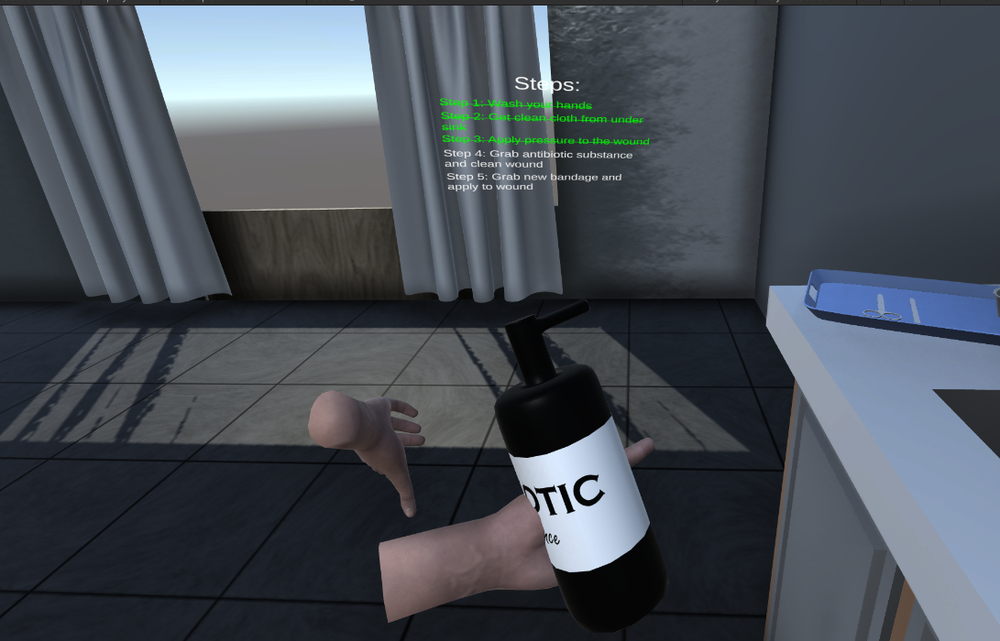 Steps:
Step 1: Wash your hands
Step 2: Get clean cloth from under
sink
Step 3: Apply pressure to the wound
Step 4: Grab antibiotic substance
and clean wound
Step 5: Grab new bandage and
apply to wound
OTIC
nce